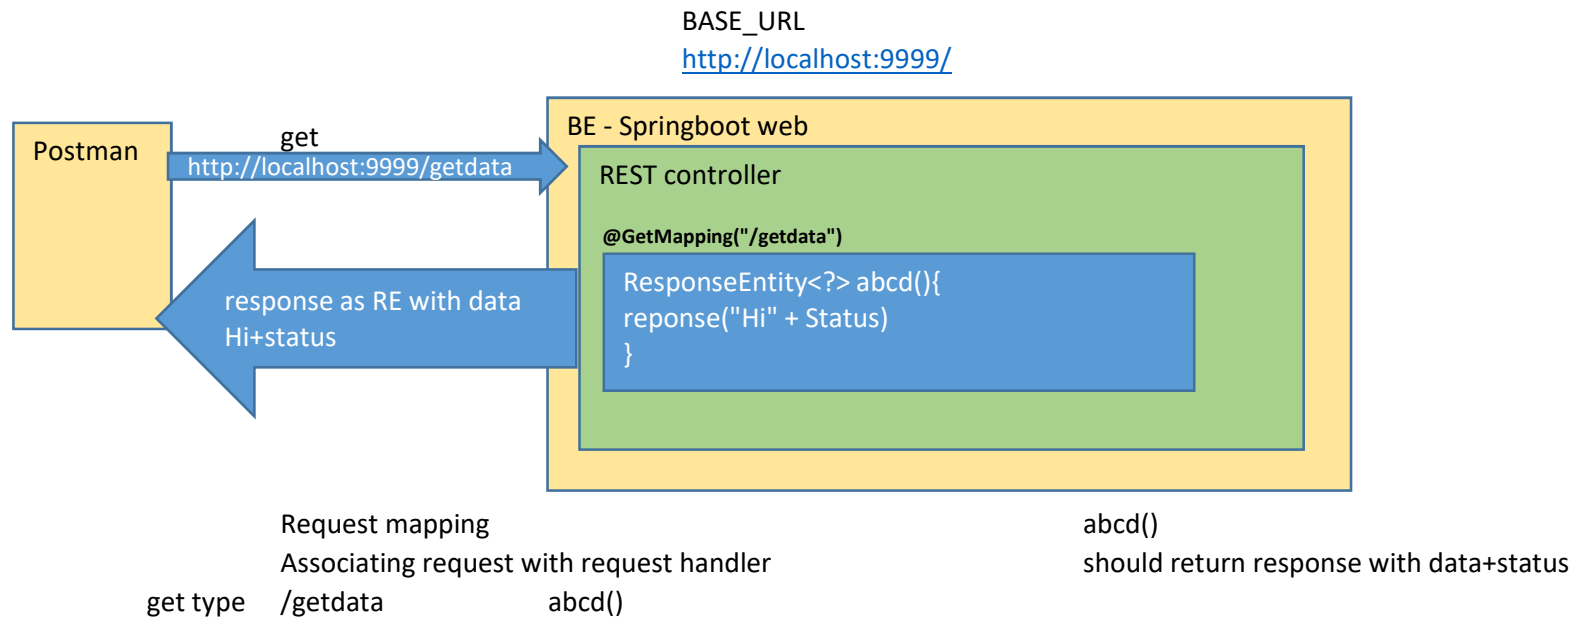 BASE_URL
http://localhost:9999/
Postman
get
http://localhost:9999/getdata
BE - Springboot web
REST controller
@GetMapping("/getdata")
ResponseEntity<?> abcd(){
reponse("Hi" + Status)
}
response as RE with data
Hi+status
Request mapping
Associating request with request handler
get type /getdata abcd()
abcd()
should return response with data+status